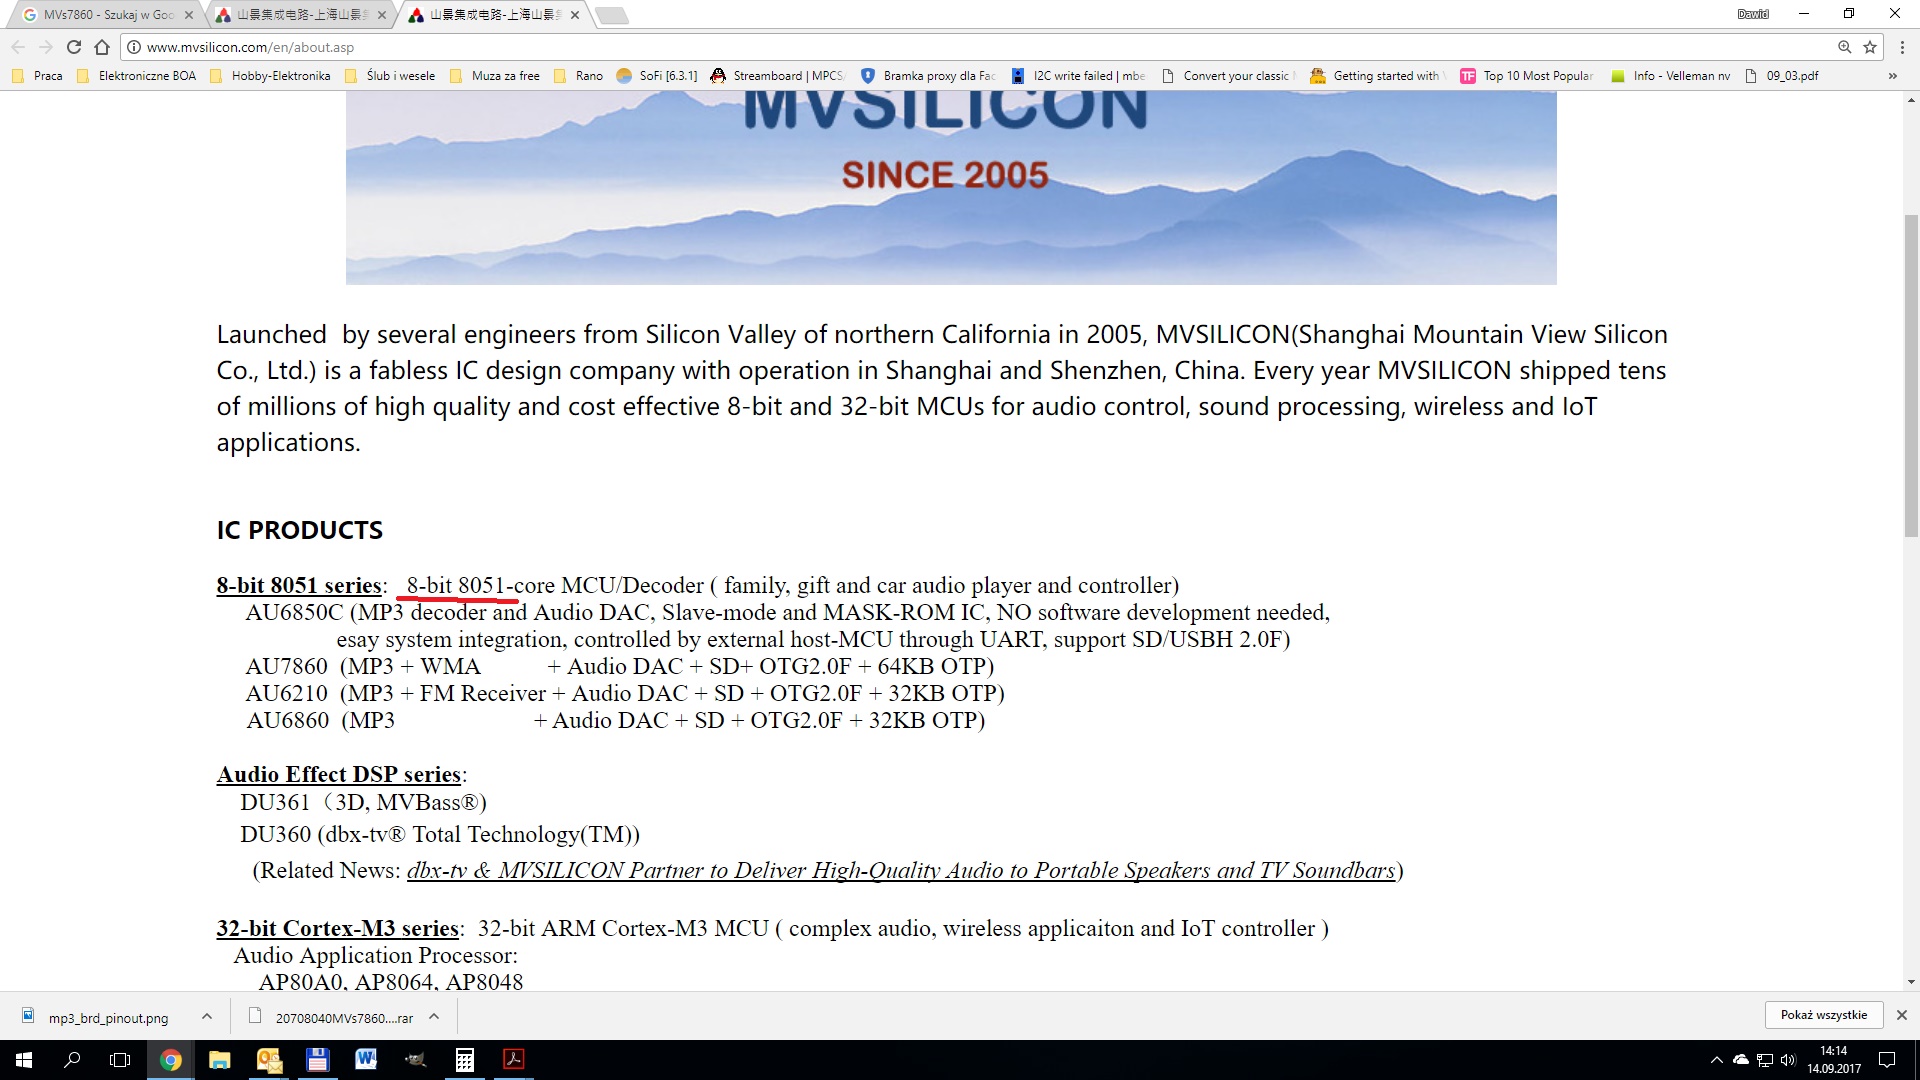 MVs7860 - Szukaj w Goo
山景集成电路-上海山景
山景集成电路-上海山景
Dawid
www.mvsilicon.com/en/about.asp
Praca
Elektroniczne BOA
Hobby-Elektronika
Ślub i wesele
Muza za free
Rano
SoFi [6.3.1]
Streamboard | MPCS
Bramka proxy dla Fac
I2C write failed | mbe
Convert your classic
Getting started with
Top 10 Most Popular
Info - Velleman nv
09_03.pdf
MVSILICON
SINCE 2005
Launched  by several engineers from Silicon Valley of northern California in 2005, MVSILICON(Shanghai Mountain View Silicon
Co., Ltd.) is a fabless IC design company with operation in Shanghai and Shenzhen, China. Every year MVSILICON shipped tens
of millions of high quality and cost effective 8-bit and 32-bit MCUs for audio control, sound processing, wireless and IoT
applications.
IC PRODUCTS
8-bit 8051 series:   8-bit 8051-core MCU/Decoder ( family, gift and car audio player and controller)
AU6850C (MP3 decoder and Audio DAC, Slave-mode and MASK-ROM IC, NO software development needed,
esay system integration, controlled by external host-MCU through UART, support SD/USBH 2.0F)
AU7860  (MP3 + WMA           + Audio DAC + SD+ OTG2.0F + 64KB OTP)
AU6210  (MP3 + FM Receiver + Audio DAC + SD + OTG2.0F + 32KB OTP)
AU6860  (MP3                       + Audio DAC + SD + OTG2.0F + 32KB OTP)
Audio Effect DSP series:
DU361（3D, MVBass®)
DU360 (dbx-tv® Total Technology(TM))
(Related News: dbx-tv & MVSILICON Partner to Deliver High-Quality Audio to Portable Speakers and TV Soundbars)
32-bit Cortex-M3 series:  32-bit ARM Cortex-M3 MCU ( complex audio, wireless applicaiton and IoT controller )
Audio Application Processor:
AP80A0, AP8064, AP8048
mp3_brd_pinout.png
20708040MVs7860....rar
Pokaż wszystkie
14:14
14.09.2017